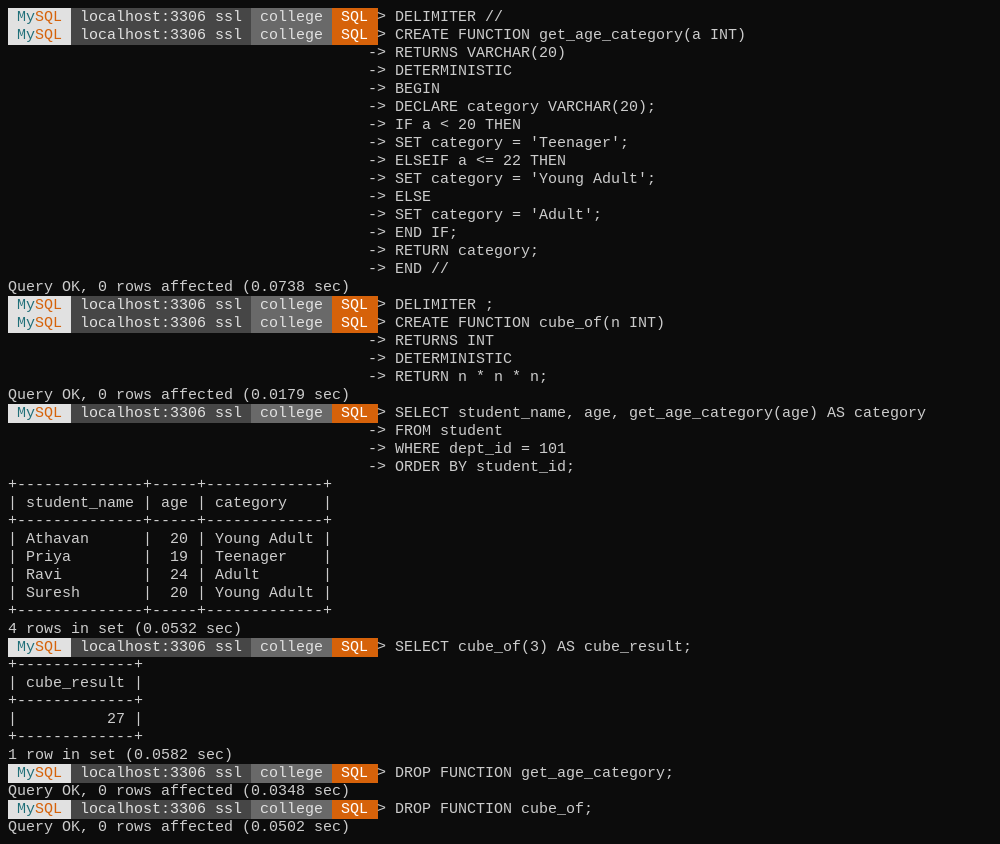 MySQL localhost:3306 ssl college SQL > DELIMITER //
MySQL localhost:3306 ssl college SQL > CREATE FUNCTION get_age_category(a INT)
-> RETURNS VARCHAR(20)
-> DETERMINISTIC
-> BEGIN
-> DECLARE category VARCHAR(20);
-> IF a < 20 THEN
-> SET category = 'Teenager';
-> ELSEIF a <= 22 THEN
-> SET category = 'Young Adult';
-> ELSE
-> SET category = 'Adult';
-> END IF;
-> RETURN category;
-> END //
Query OK, 0 rows affected (0.0738 sec)
MySQL localhost:3306 ssl college SQL > DELIMITER ;
MySQL localhost:3306 ssl college SQL > CREATE FUNCTION cube_of(n INT)
-> RETURNS INT
-> DETERMINISTIC
-> RETURN n * n * n;
Query OK, 0 rows affected (0.0179 sec)
MySQL localhost:3306 ssl college SQL > SELECT student_name, age, get_age_category(age) AS category
-> FROM student
-> WHERE dept_id = 101
-> ORDER BY student_id;
+--------------+-----+-------------+
| student_name | age | category    |
+--------------+-----+-------------+
| Athavan      |  20 | Young Adult |
| Priya        |  19 | Teenager    |
| Ravi         |  24 | Adult       |
| Suresh       |  20 | Young Adult |
+--------------+-----+-------------+
4 rows in set (0.0532 sec)
MySQL localhost:3306 ssl college SQL > SELECT cube_of(3) AS cube_result;
+-------------+
| cube_result |
+-------------+
|          27 |
+-------------+
1 row in set (0.0582 sec)
MySQL localhost:3306 ssl college SQL > DROP FUNCTION get_age_category;
Query OK, 0 rows affected (0.0348 sec)
MySQL localhost:3306 ssl college SQL > DROP FUNCTION cube_of;
Query OK, 0 rows affected (0.0502 sec)